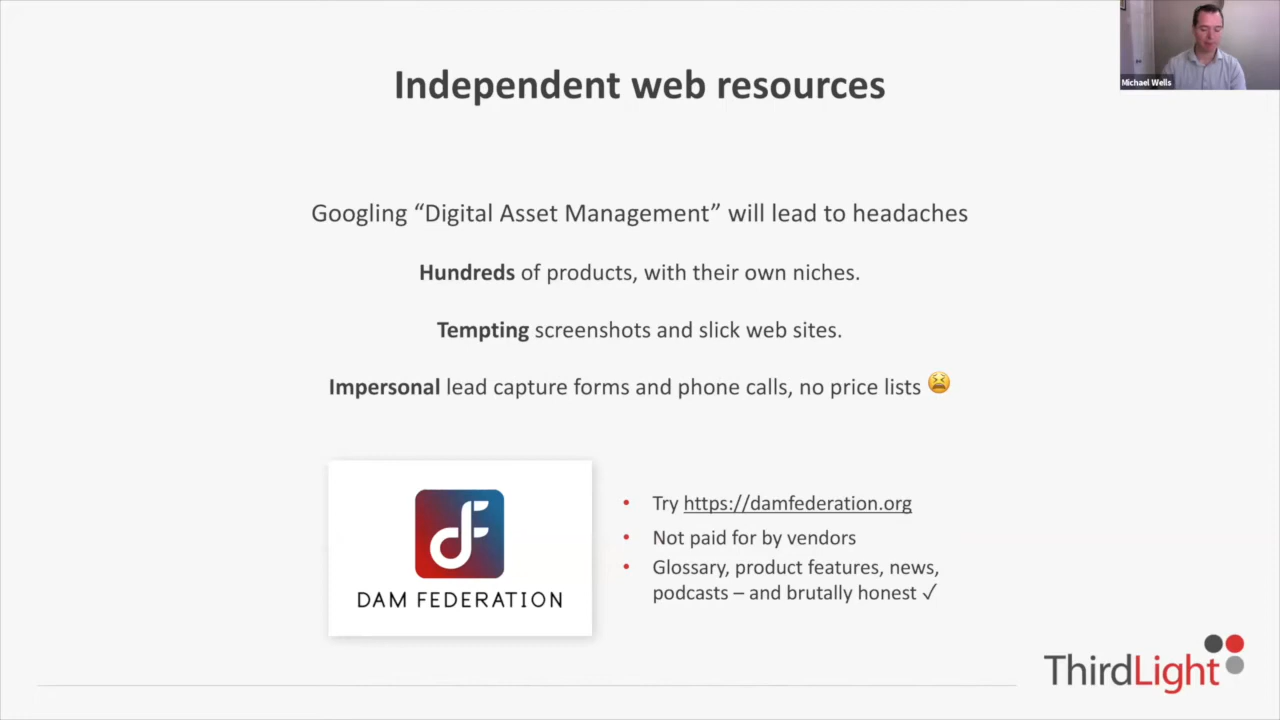 Michael Wells
Independent web resources
Googling “Digital Asset Management” will lead to headaches
Hundreds of products, with their own niches.
Tempting screenshots and slick web sites.
Impersonal lead capture forms and phone calls, no price lists 😫
dF
DAM FEDERATION
• Try https://damfederation.org
• Not paid for by vendors
• Glossary, product features, news,
podcasts – and brutally honest ✓
ThirdLight